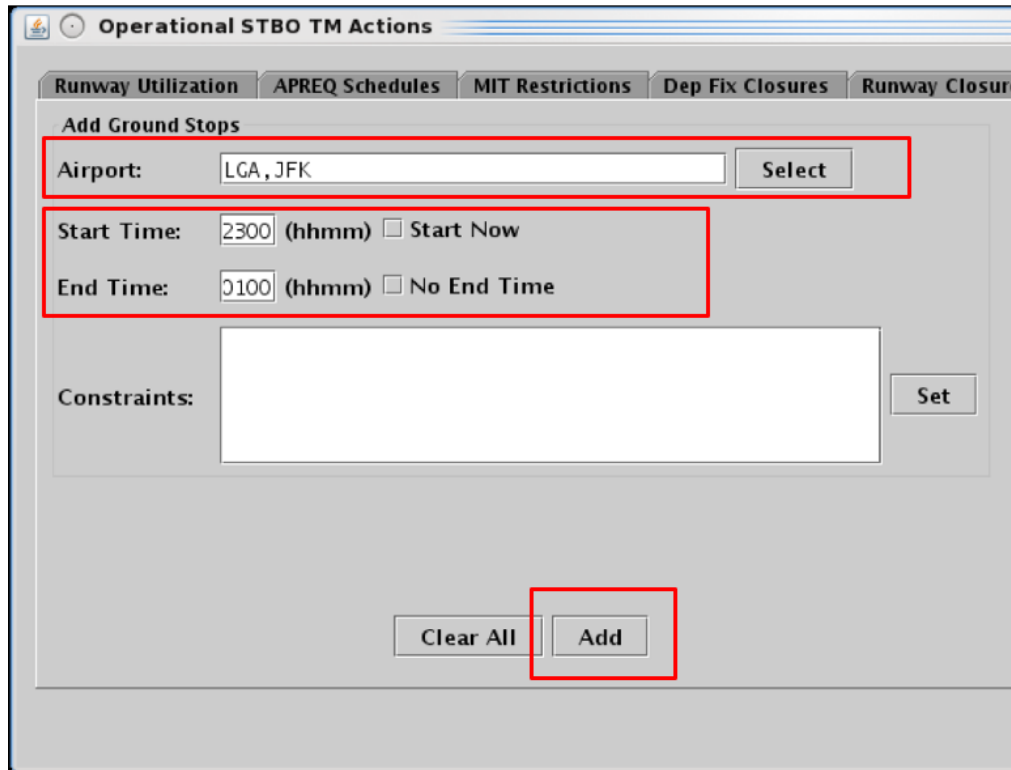 Operational STBO TM Actions
Runway Utilization APREQ Schedules MIT Restrictions Dep Fix Closures Runway Closur
Add Ground Stops
Airport: LGA,JFK Select
Start Time: 2300 (hhmm) Start Now
End Time: 0100 (hhmm) No End Time
Constraints: Set
Clear All Add